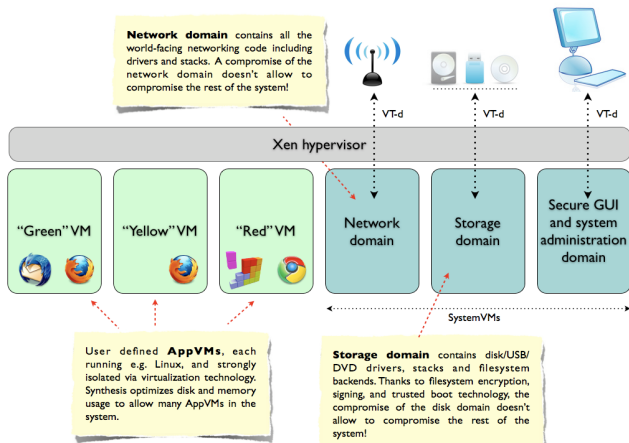 Network domain contains all the
world-facing networking code including
drivers and stacks. A compromise of the
network domain doesn't allow to
compromise the rest of the system!
VT-d
VT-d
VT-d
Xen hypervisor
"Green" VM
"Yellow" VM
"Red" VM
Network
domain
Storage
domain
Secure GUI
and system
administration
domain
SystemVMs
User defined AppVMs, each
running e.g. Linux, and strongly
isolated via virtualization technology.
Synthesis optimizes disk and memory
usage to allow many AppVMs in the
system.
Storage domain contains disk/USB/
DVD drivers, stacks and filesystem
backends. Thanks to filesystem encryption,
signing, and trusted boot technology, the
compromise of the disk domain doesn't
allow to compromise the rest of the
system!